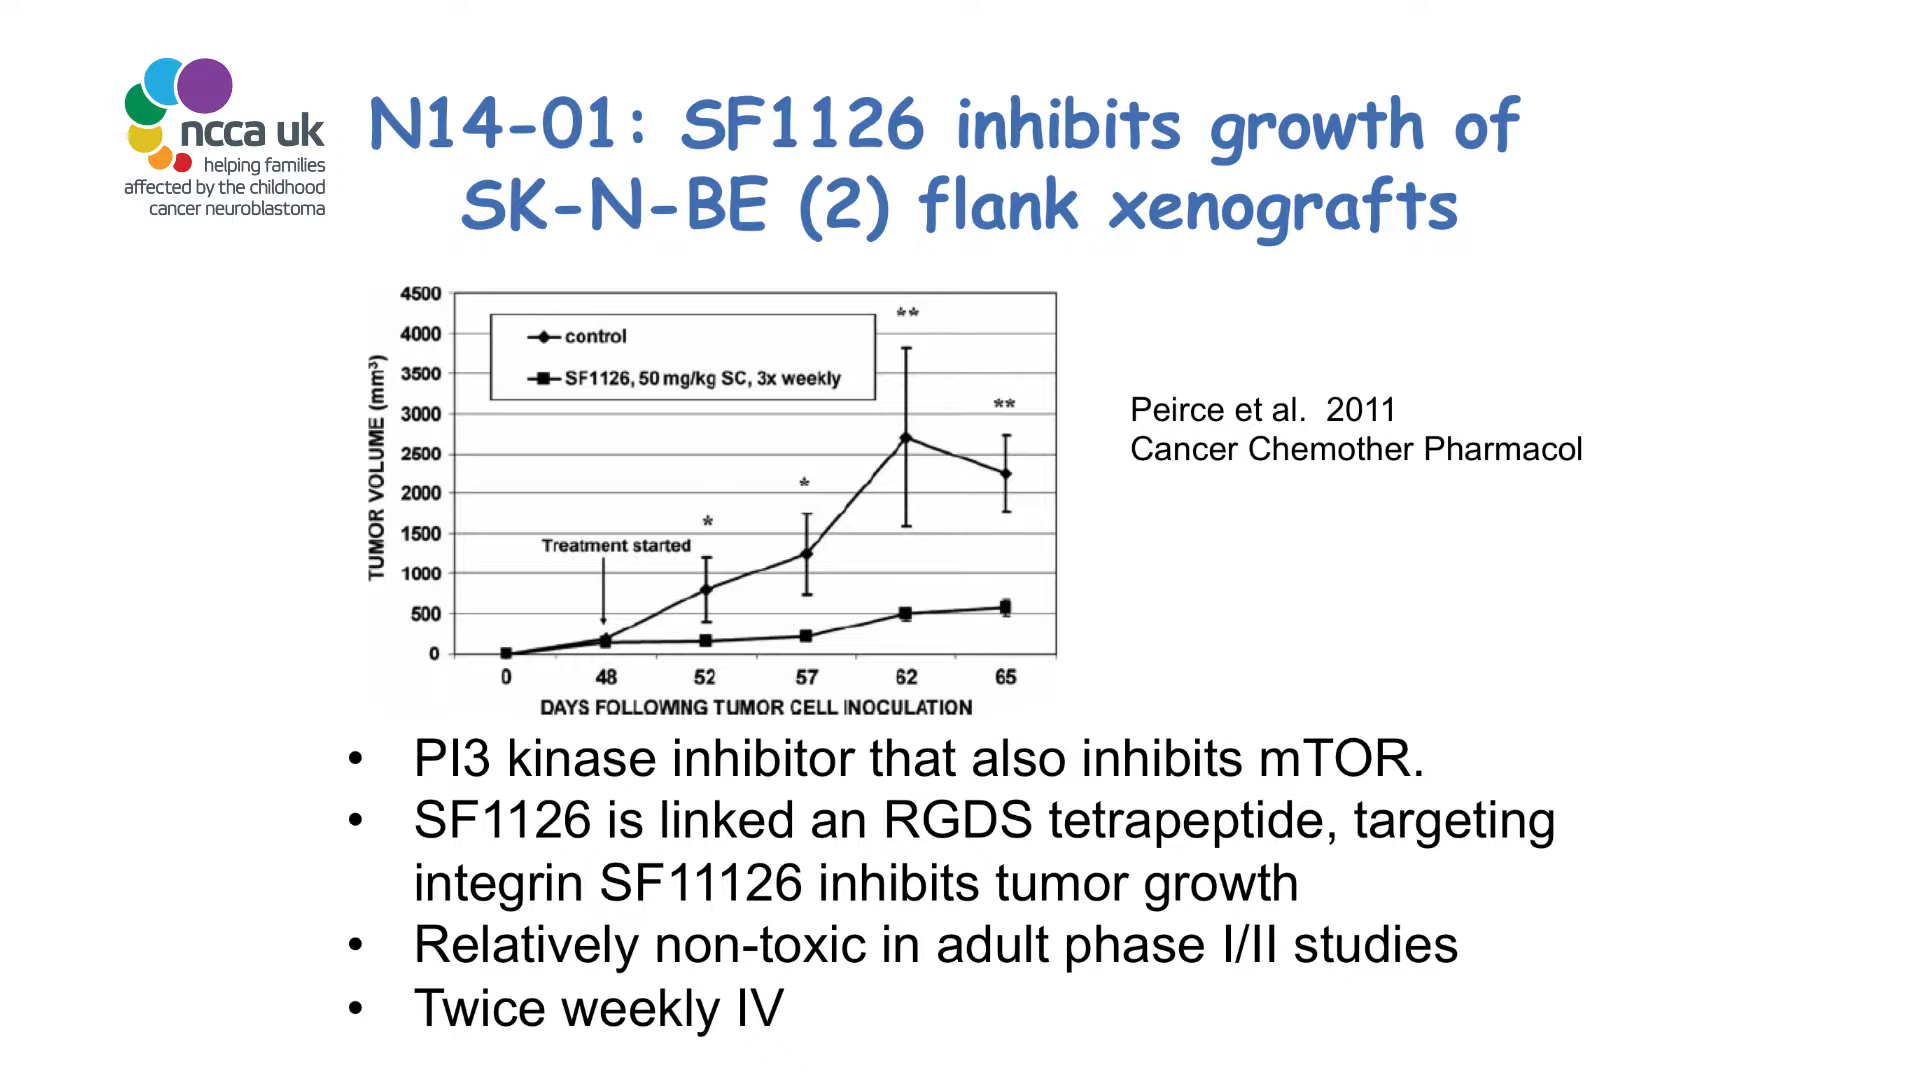 ncca uk
helping families
affected by the childhood
cancer neuroblastoma
N14-01: SF1126 inhibits growth of
SK-N-BE (2) flank xenografts
4500
4000
3500
3000
2500
2000
1500
1000
500
0
TUMOR VOLUME (mm³)
control
SF1126, 50 mg/kg SC, 3x weekly
Treatment started
*
*
**
**
0 48 52 57 62 65
DAYS FOLLOWING TUMOR CELL INOCULATION
Peirce et al. 2011
Cancer Chemother Pharmacol
• PI3 kinase inhibitor that also inhibits mTOR.
• SF1126 is linked an RGDS tetrapeptide, targeting
integrin SF11126 inhibits tumor growth
• Relatively non-toxic in adult phase I/II studies
• Twice weekly IV